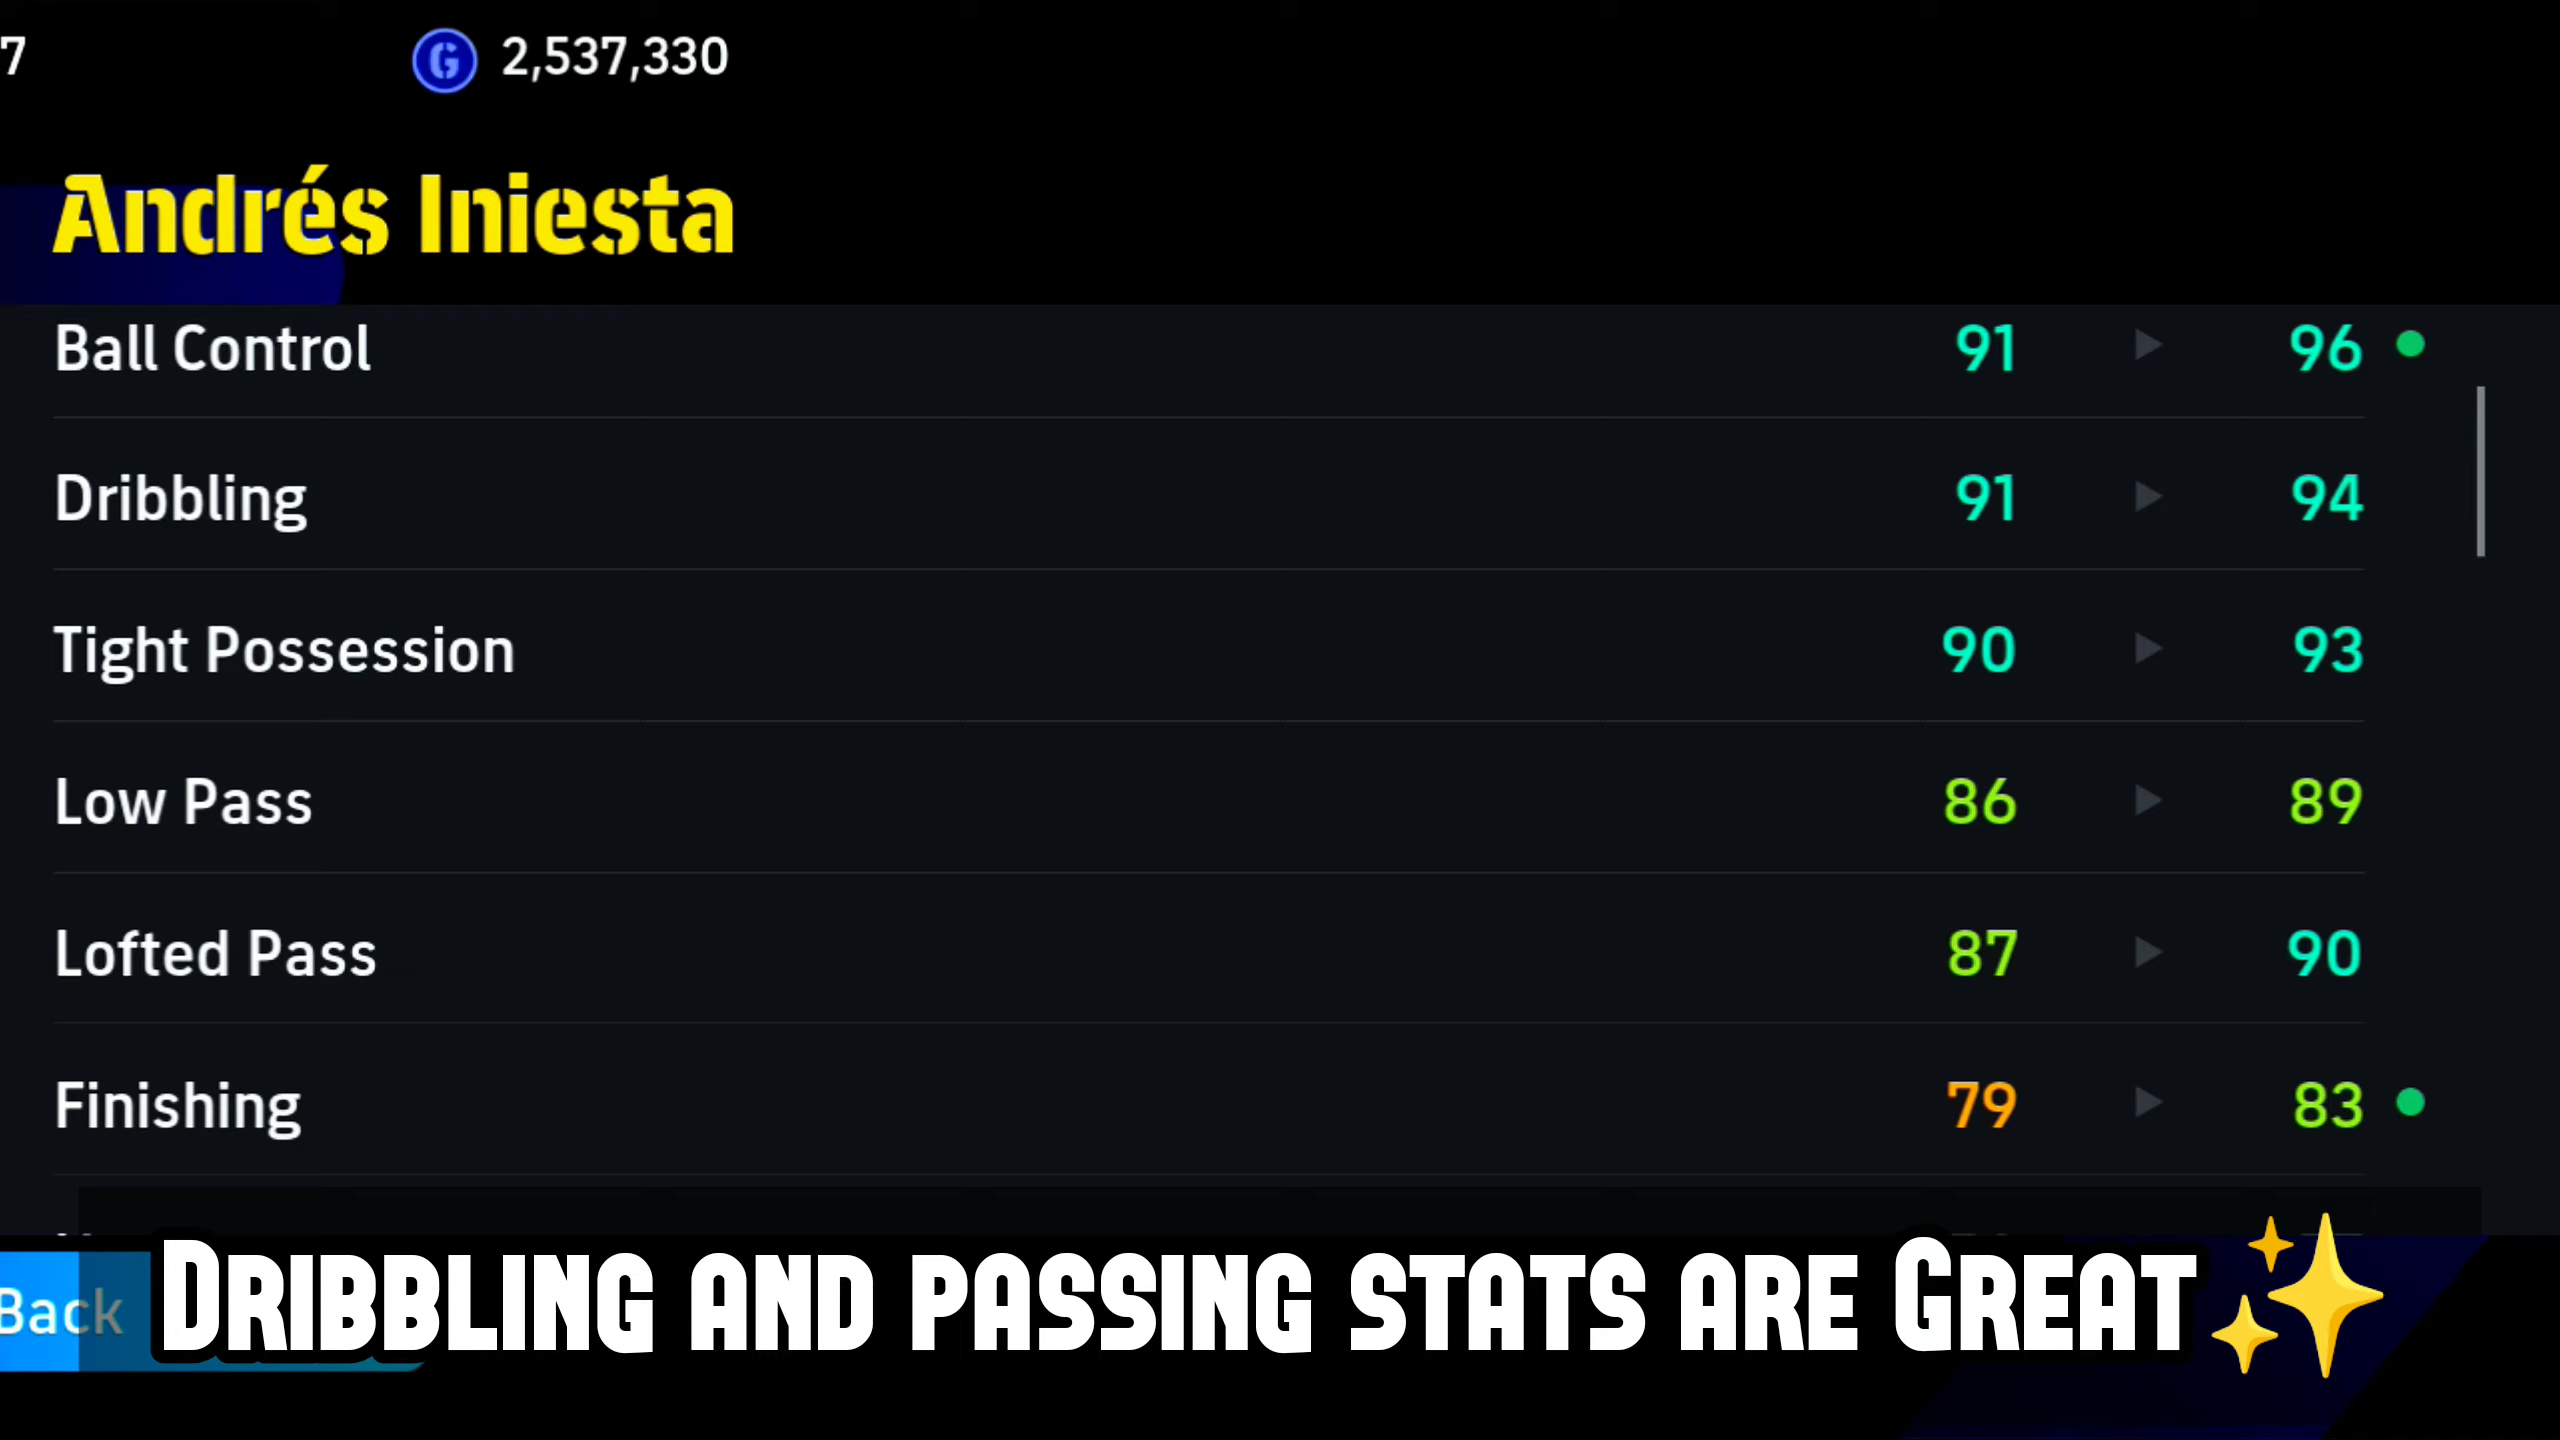 7 G 2,537,330
Andrés Iniesta
Ball Control 91 ▶ 96
Dribbling 91 ▶ 94
Tight Possession 90 ▶ 93
Low Pass 86 ▶ 89
Lofted Pass 87 ▶ 90
Finishing 79 ▶ 83
Back
Dribbling and passing stats are Great✨